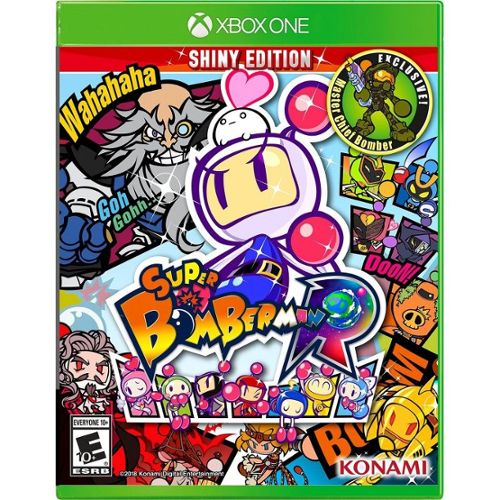 XBOX ONE
SHINY EDITION
Wahahaha
EXCLUSIVE!
Master Chief Bomber
Goh
Gohh..
DOON!
SUPER
BOMBERMAN R
EVERYONE 10+
E
10+
ESRB
©2018 Konami Digital Entertainment
KONAMI